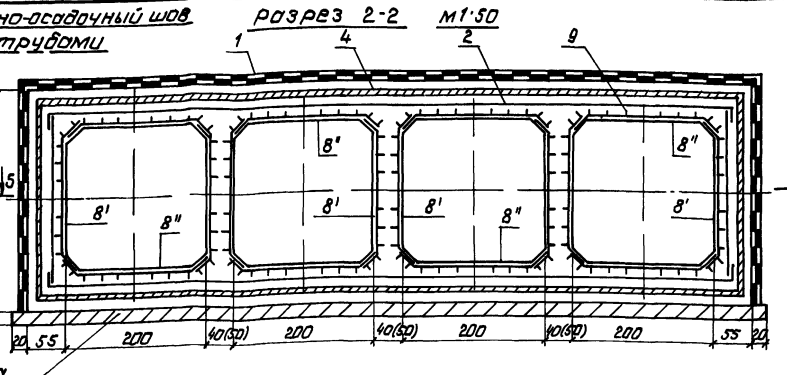 но-осадочный шов
трубами
разрез 2-2 М1:50
1 4 2 9
8" 8"
5
8' 8" 8' 8' 8" 8'
20 55 200 40(50) 200 40(50) 200 40(50) 200 55 20